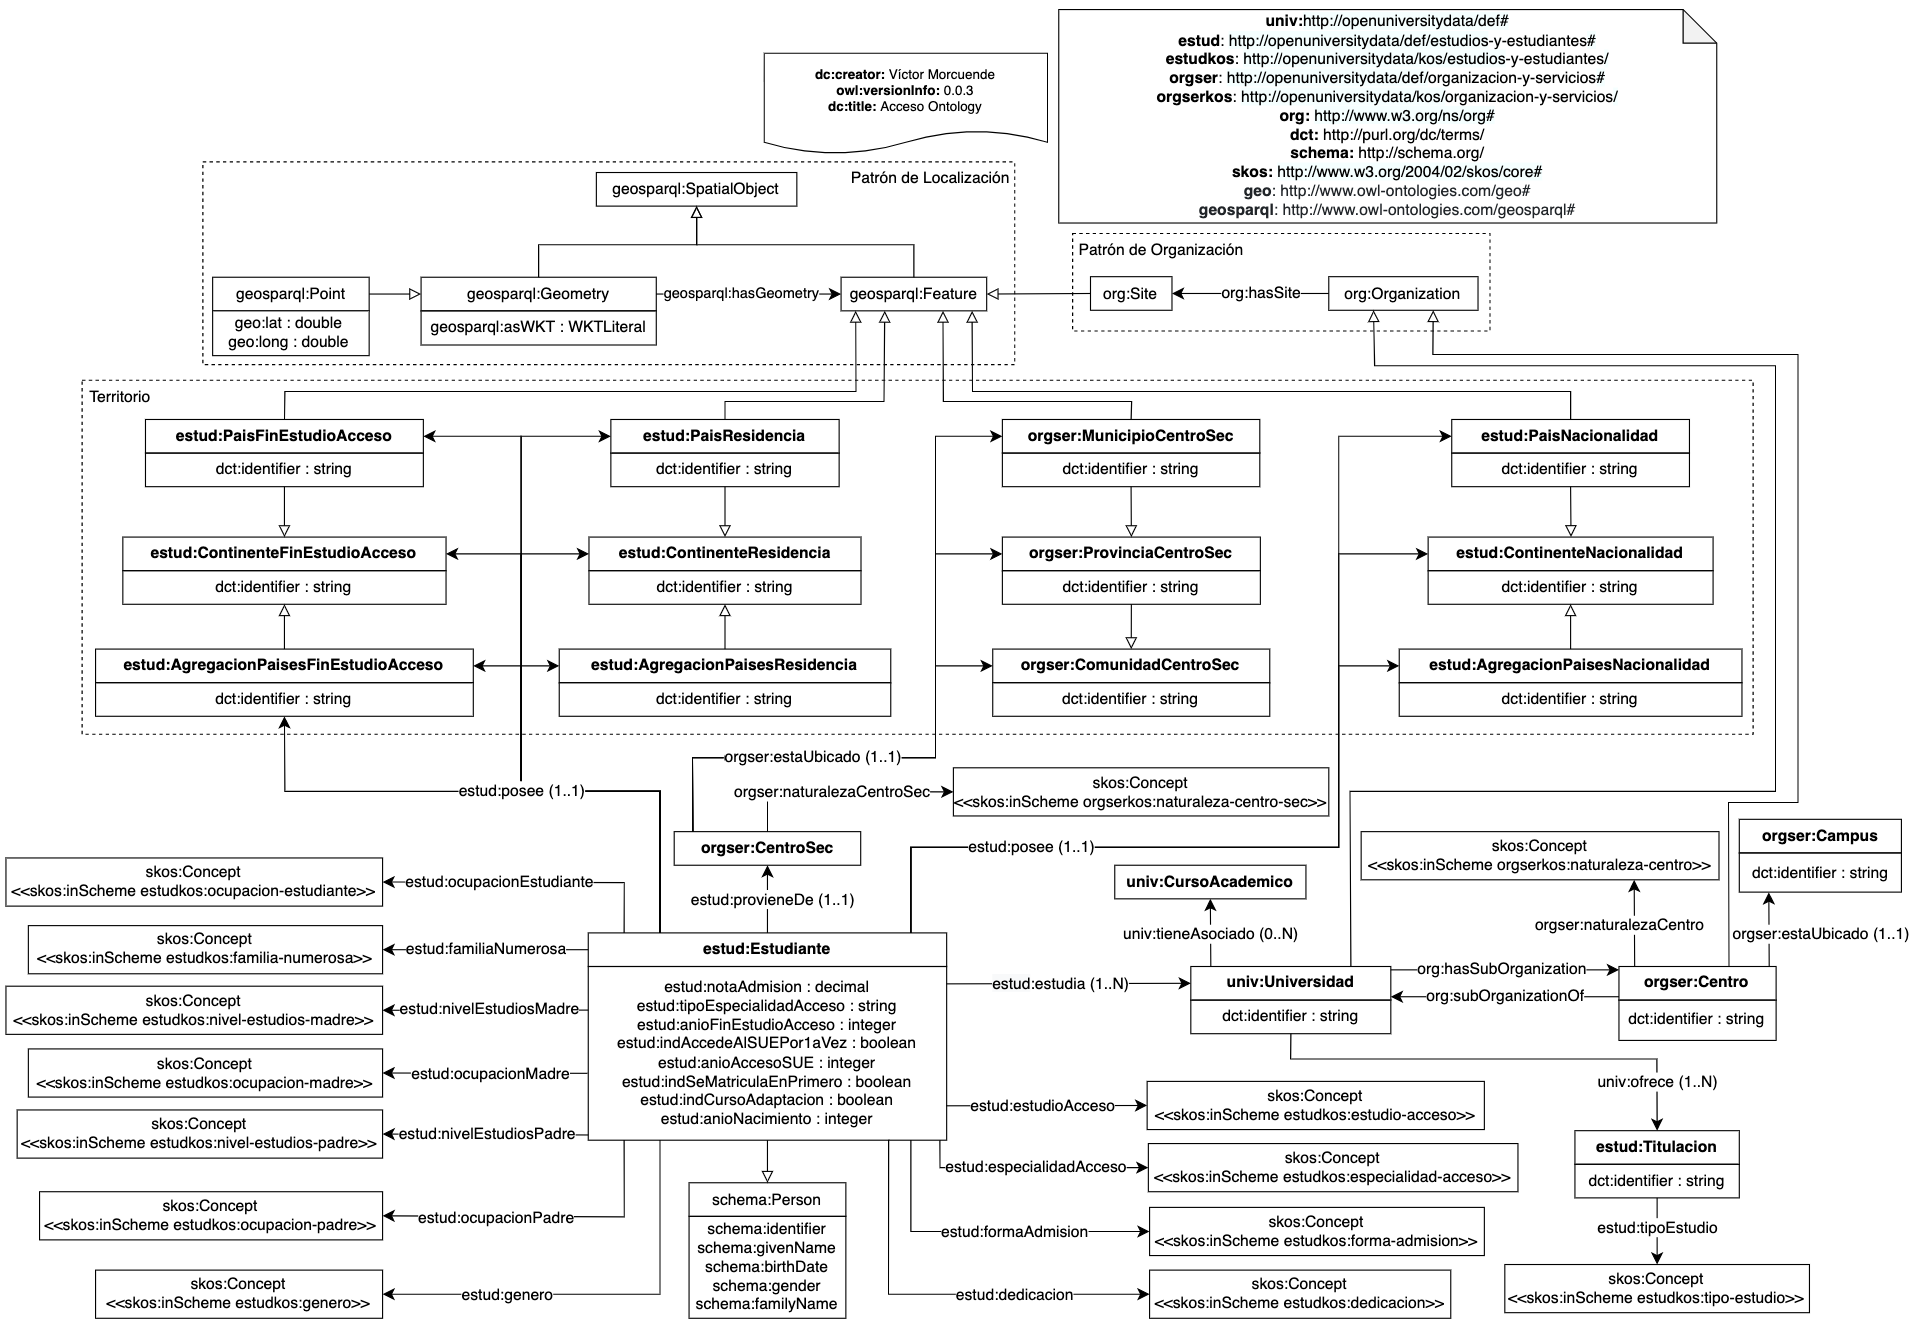 univ:http://openuniversitydata/def#
estud: http://openuniversitydata/def/estudios-y-estudiantes#
estudkos: http://openuniversitydata/kos/estudios-y-estudiantes/
orgser: http://openuniversitydata/def/organizacion-y-servicios#
orgserkos: http://openuniversitydata/kos/organizacion-y-servicios/
org: http://www.w3.org/ns/org#
dct: http://purl.org/dc/terms/
schema: http://schema.org/
skos: http://www.w3.org/2004/02/skos/core#
geo: http://www.owl-ontologies.com/geo#
geosparql: http://www.owl-ontologies.com/geosparql#
dc:creator: Víctor Morcuende
owl:versionInfo: 0.0.3
dc:title: Acceso Ontology
Patrón de Localización
geosparql:SpatialObject
geosparql:Point
geo:lat : double
geo:long : double
geosparql:Geometry
geosparql:asWKT : WKTLiteral
geosparql:hasGeometry
geosparql:Feature
Patrón de Organización
org:Site
org:hasSite
org:Organization
Territorio
estud:PaisFinEstudioAcceso
dct:identifier : string
estud:PaisResidencia
dct:identifier : string
orgser:MunicipioCentroSec
dct:identifier : string
estud:PaisNacionalidad
dct:identifier : string
estud:ContinenteFinEstudioAcceso
dct:identifier : string
estud:ContinenteResidencia
dct:identifier : string
orgser:ProvinciaCentroSec
dct:identifier : string
estud:ContinenteNacionalidad
dct:identifier : string
estud:AgregacionPaisesFinEstudioAcceso
dct:identifier : string
estud:AgregacionPaisesResidencia
dct:identifier : string
orgser:ComunidadCentroSec
dct:identifier : string
estud:AgregacionPaisesNacionalidad
dct:identifier : string
orgser:estaUbicado (1..1)
estud:posee (1..1)
orgser:naturalezaCentroSec
skos:Concept
<<skos:inScheme orgserkos:naturaleza-centro-sec>>
orgser:CentroSec
estud:posee (1..1)
estud:provieneDe (1..1)
skos:Concept
<<skos:inScheme orgserkos:naturaleza-centro>>
orgser:Campus
dct:identifier : string
univ:CursoAcademico
univ:tieneAsociado (0..N)
orgser:naturalezaCentro
orgser:estaUbicado (1..1)
skos:Concept
<<skos:inScheme estudkos:ocupacion-estudiante>>
estud:ocupacionEstudiante
skos:Concept
<<skos:inScheme estudkos:familia-numerosa>>
estud:familiaNumerosa
skos:Concept
<<skos:inScheme estudkos:nivel-estudios-madre>>
estud:nivelEstudiosMadre
skos:Concept
<<skos:inScheme estudkos:ocupacion-madre>>
estud:ocupacionMadre
skos:Concept
<<skos:inScheme estudkos:nivel-estudios-padre>>
estud:nivelEstudiosPadre
skos:Concept
<<skos:inScheme estudkos:ocupacion-padre>>
estud:ocupacionPadre
skos:Concept
<<skos:inScheme estudkos:genero>>
estud:genero
estud:Estudiante
estud:notaAdmision : decimal
estud:tipoEspecialidadAcceso : string
estud:anioFinEstudioAcceso : integer
estud:indAccedeAlSUEPor1aVez : boolean
estud:anioAccesoSUE : integer
estud:indSeMatriculaEnPrimero : boolean
estud:indCursoAdaptacion : boolean
estud:anioNacimiento : integer
schema:Person
schema:identifier
schema:givenName
schema:birthDate
schema:gender
schema:familyName
estud:estudia (1..N)
univ:Universidad
dct:identifier : string
org:hasSubOrganization
org:subOrganizationOf
orgser:Centro
dct:identifier : string
univ:ofrece (1..N)
estud:Titulacion
dct:identifier : string
estud:tipoEstudio
skos:Concept
<<skos:inScheme estudkos:tipo-estudio>>
estud:estudioAcceso
skos:Concept
<<skos:inScheme estudkos:estudio-acceso>>
estud:especialidadAcceso
skos:Concept
<<skos:inScheme estudkos:especialidad-acceso>>
estud:formaAdmision
skos:Concept
<<skos:inScheme estudkos:forma-admision>>
estud:dedicacion
skos:Concept
<<skos:inScheme estudkos:dedicacion>>